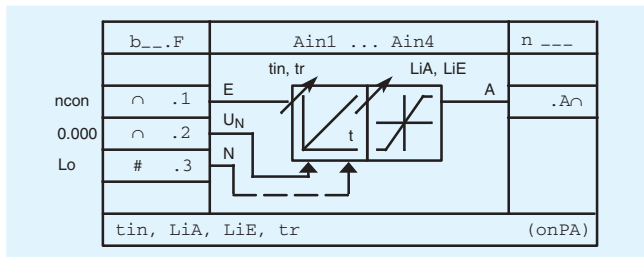 b__.F Ain1 ... Ain4 n ___
tin, tr LiA, LiE
ncon ∩ .1 E A .A∩
0.000 ∩ .2 UN t
Lo # .3 N
tin, LiA, LiE, tr (onPA)